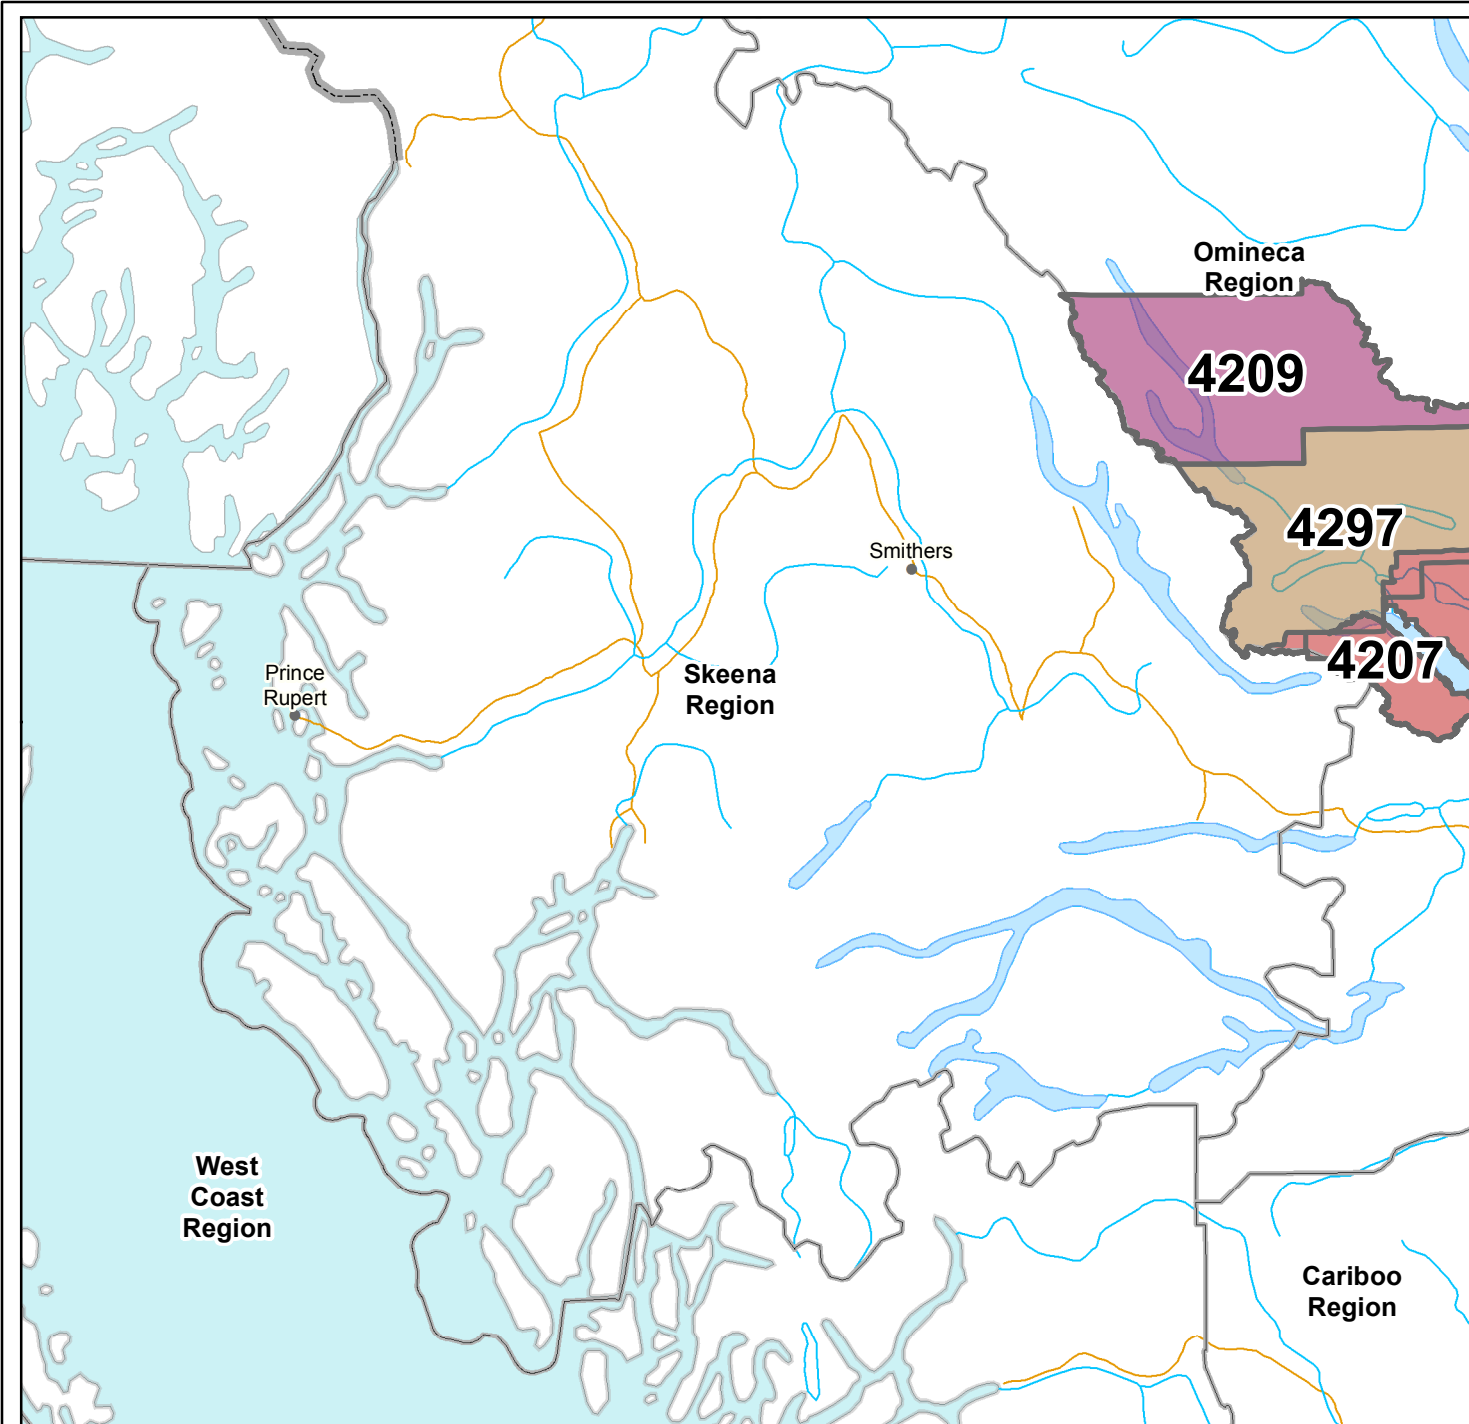 Omineca
Region
4209
4297
Smithers
4207
Prince
Rupert
Skeena
Region
West
Coast
Region
Cariboo
Region